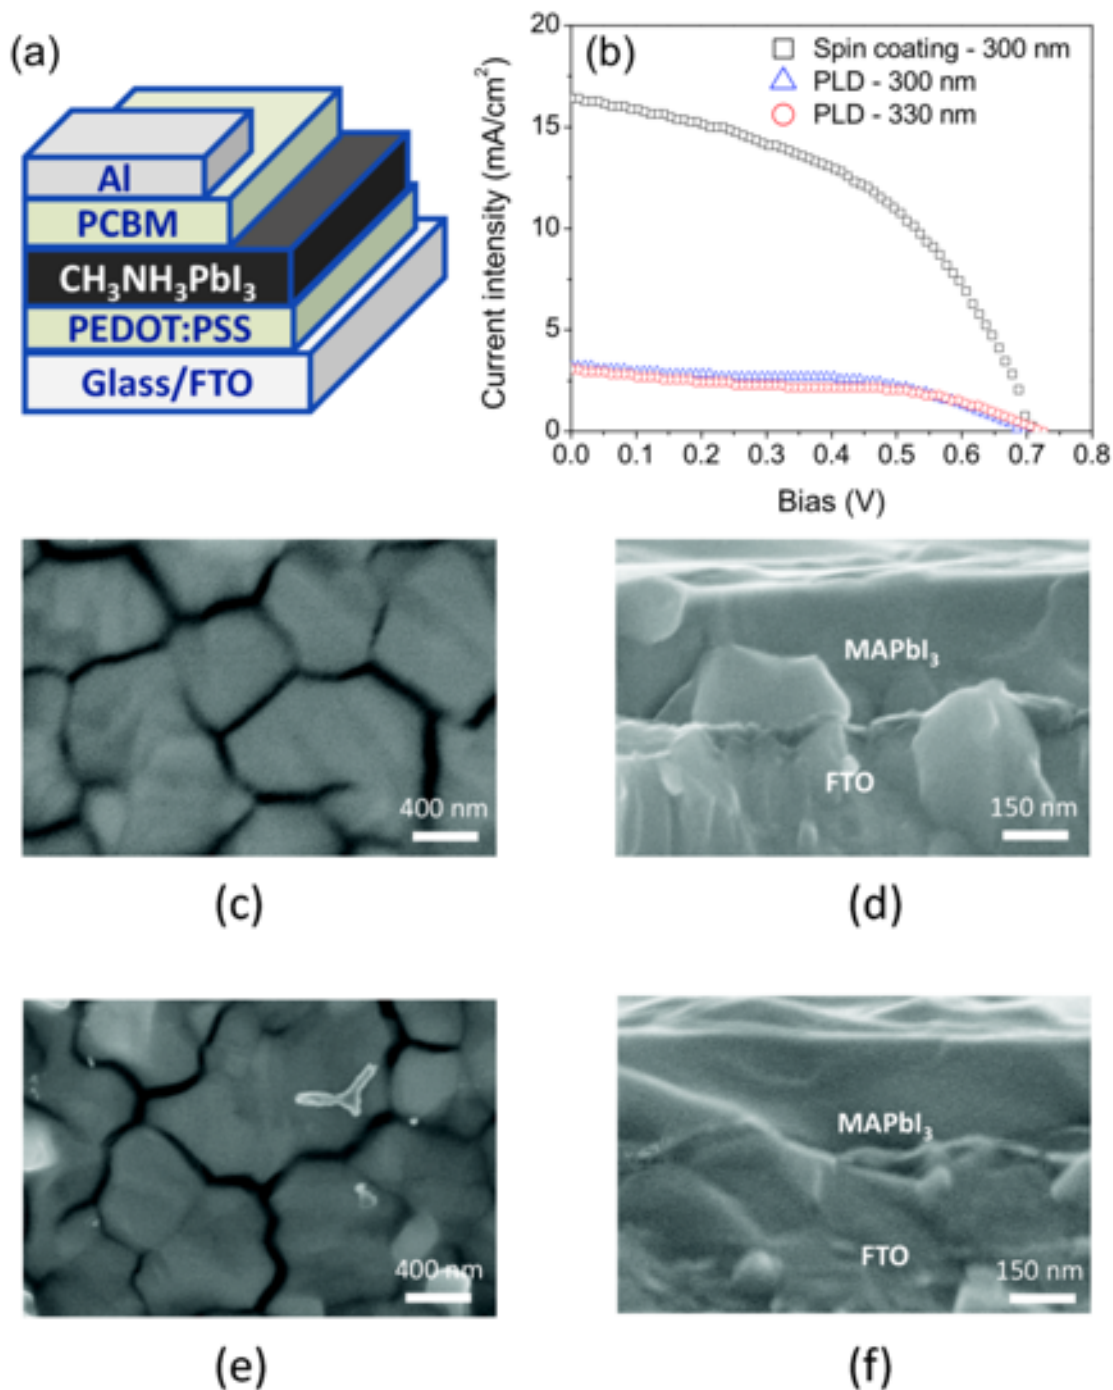 (a)
Al
PCBM
CH₃NH₃PbI₃
PEDOT:PSS
Glass/FTO
(b)
Spin coating - 300 nm
PLD - 300 nm
PLD - 330 nm
Current intensity (mA/cm²)
20
15
10
5
0
0.0 0.1 0.2 0.3 0.4 0.5 0.6 0.7 0.8
Bias (V)
400 nm
(c)
MAPbI₃
FTO
150 nm
(d)
400 nm
(e)
MAPbI₃
FTO
150 nm
(f)